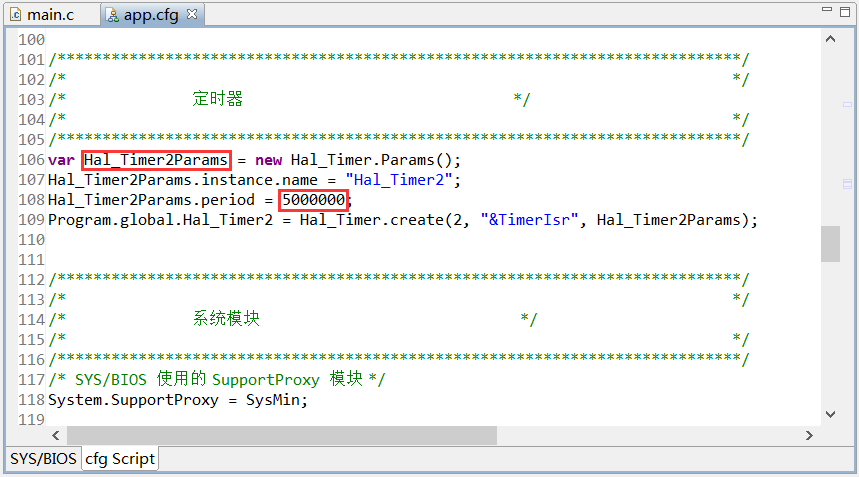 main.c app.cfg
100
101 /****************************************************************************/
102 /* */
103 /* 定时器 */
104 /* */
105 /****************************************************************************/
106 var Hal_Timer2Params = new Hal_Timer.Params();
107 Hal_Timer2Params.instance.name = "Hal_Timer2";
108 Hal_Timer2Params.period = 5000000;
109 Program.global.Hal_Timer2 = Hal_Timer.create(2, "&TimerIsr", Hal_Timer2Params);
110
111
112 /****************************************************************************/
113 /* */
114 /* 系统模块 */
115 /* */
116 /****************************************************************************/
117 /* SYS/BIOS 使用的 SupportProxy 模块 */
118 System.SupportProxy = SysMin;
119
SYS/BIOS cfg Script